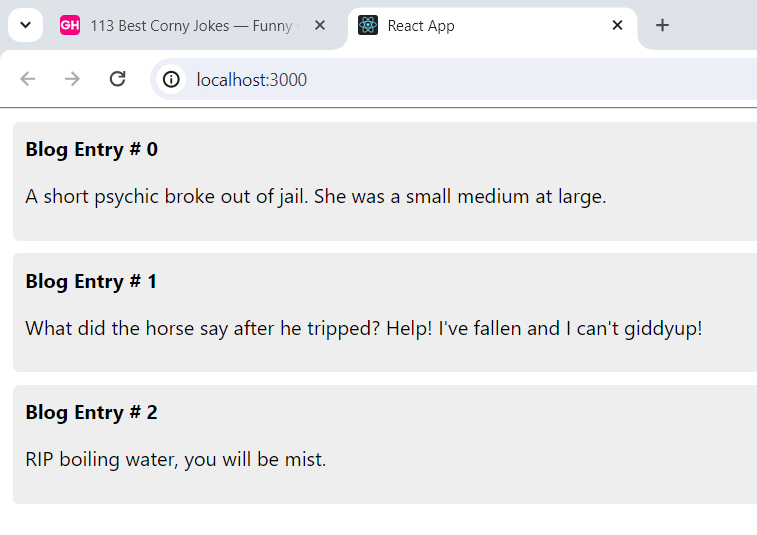 GH 113 Best Corny Jokes — Funny
React App
localhost:3000
Blog Entry # 0
A short psychic broke out of jail. She was a small medium at large.
Blog Entry # 1
What did the horse say after he tripped? Help! I've fallen and I can't giddyup!
Blog Entry # 2
RIP boiling water, you will be mist.